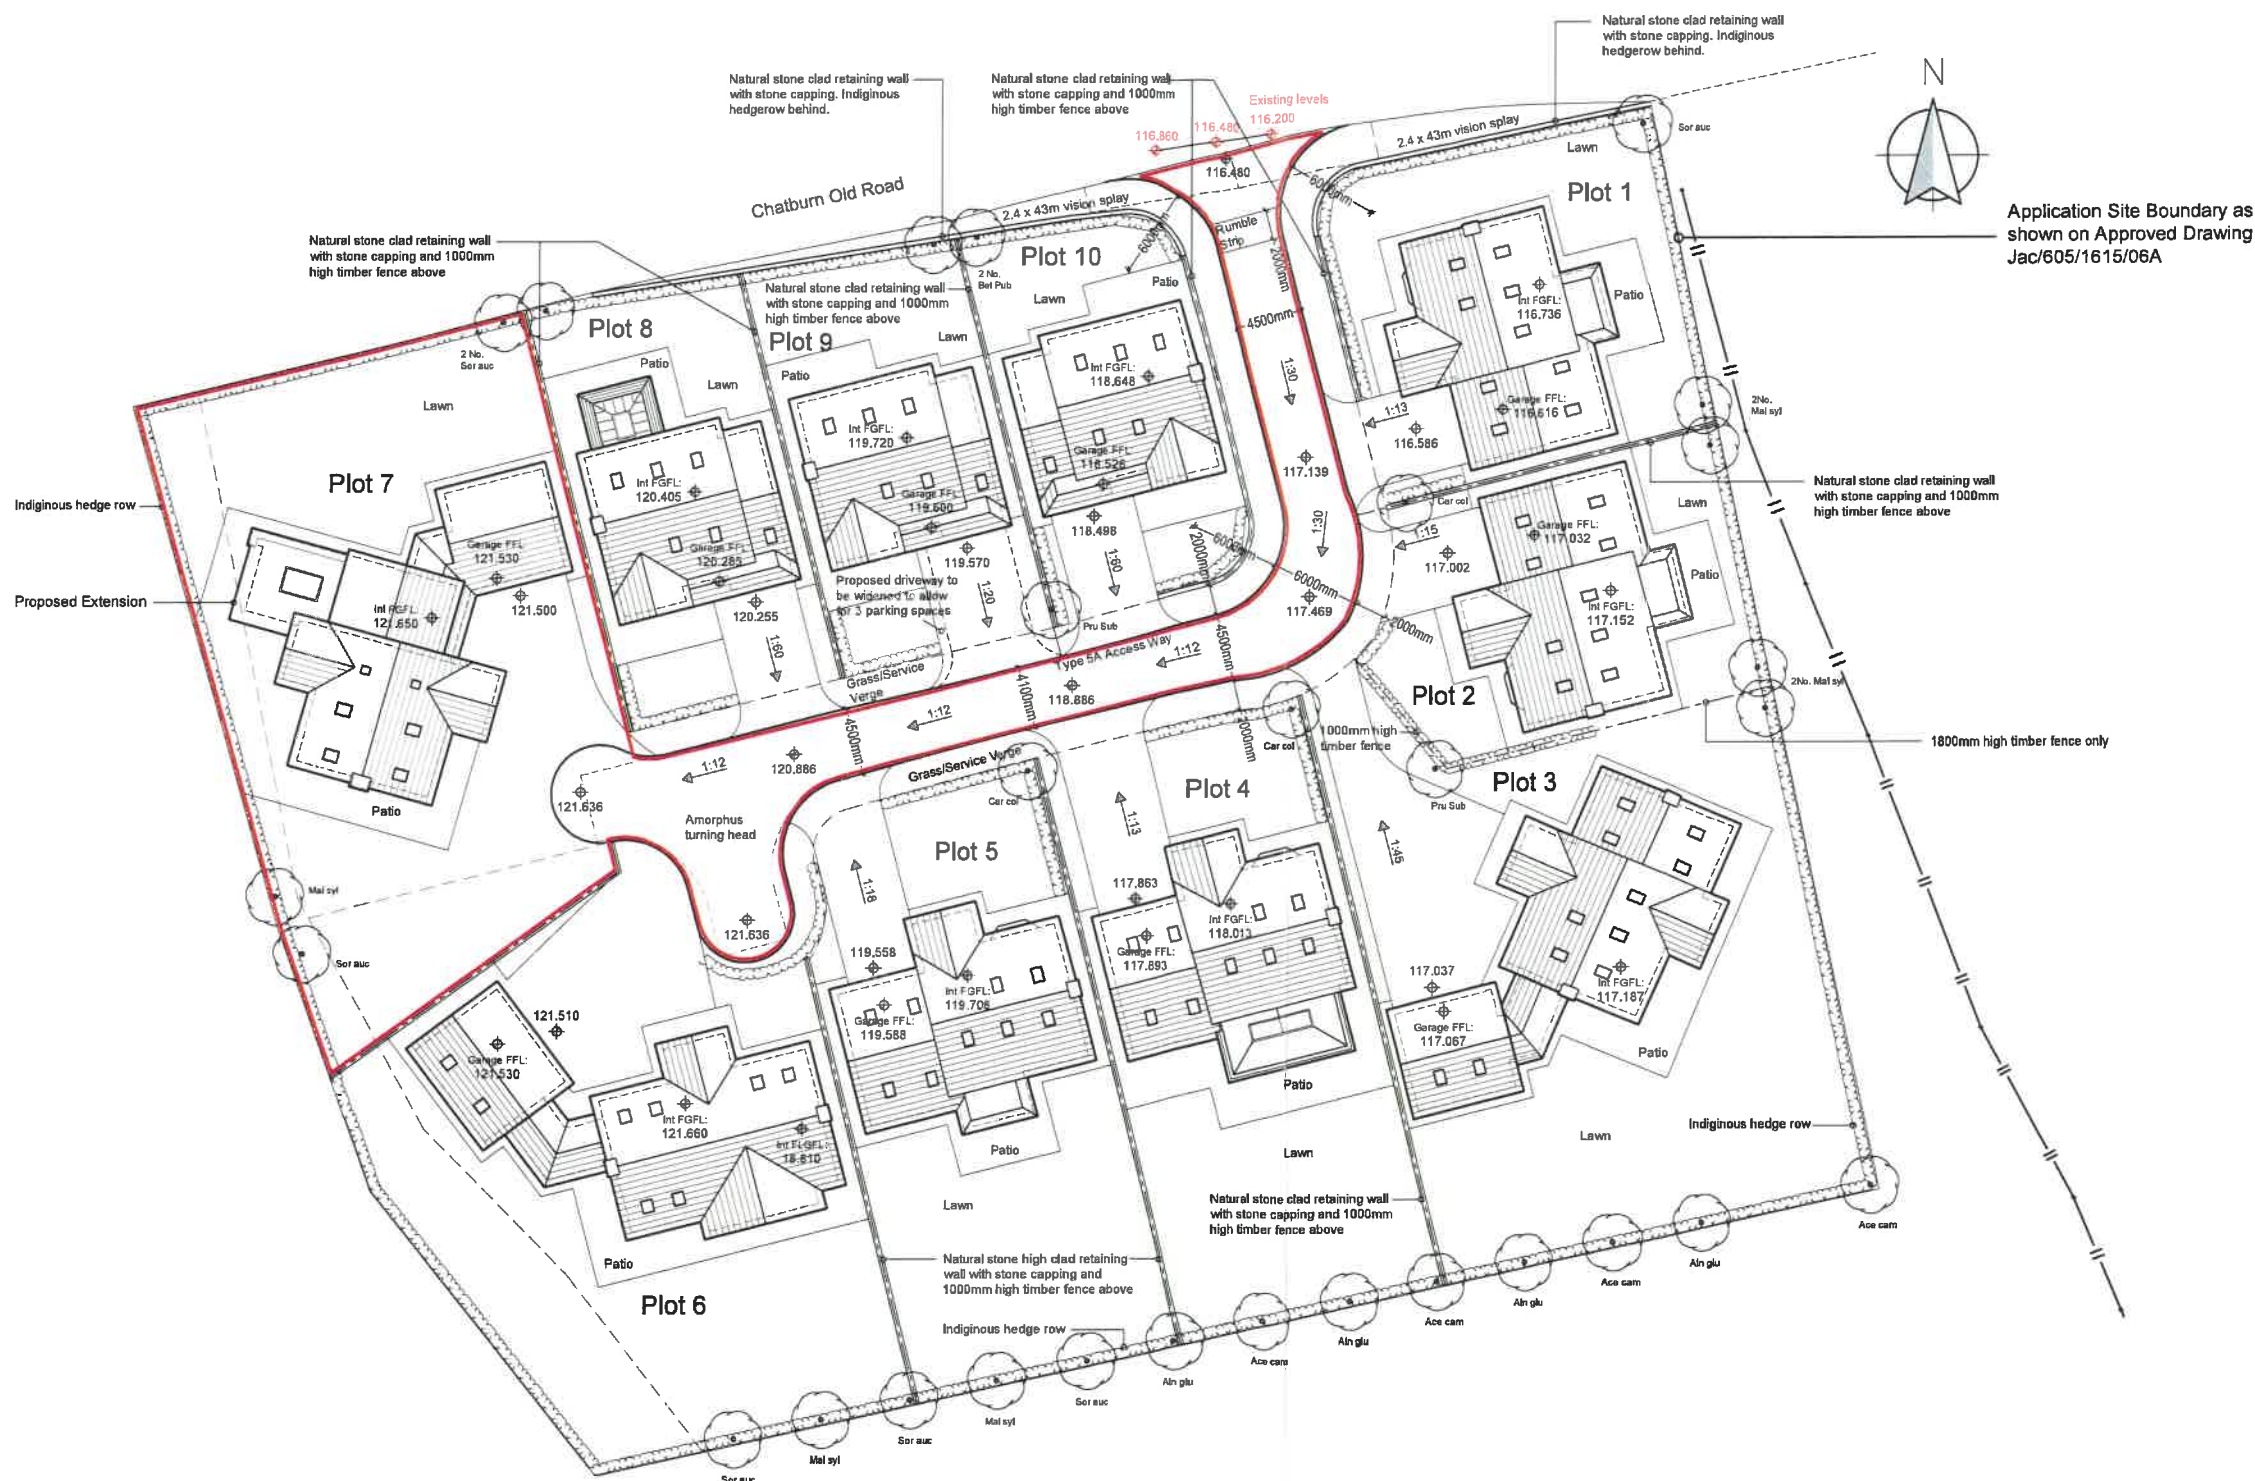 Natural stone clad retaining wall
with stone capping. Indiginous
hedgerow behind.
N
Natural stone clad retaining wall
with stone capping. Indiginous
hedgerow behind.
Natural stone clad retaining wall
with stone capping and 1000mm
high timber fence above
Existing levels
116.860
116.480
116.200
116.480
2.4 x 43m vision splay
Lawn
Sor auc
Plot 1
Application Site Boundary as
shown on Approved Drawing
Jac/605/1615/06A
Chatburn Old Road
2.4 x 43m vision splay
6000mm
6000mm
Rumble
Strip
2000mm
Natural stone clad retaining wall
with stone capping and 1000mm
high timber fence above
Plot 10
2 No.
Bet Pub
Lawn
Patio
Natural stone clad retaining wall
with stone capping and 1000mm
high timber fence above
Plot 8
Plot 9
Lawn
Patio
Lawn
Patio
2 No.
Sor auc
Lawn
4500mm
1:30
Int FGFL:
116.736
Patio
Int FGFL:
118.648
Garage FFL:
116.616
1:13
116.586
2No.
Mal syl
Int FGFL:
119.720
Garage FFL:
118.528
117.139
Plot 7
Int FGFL:
120.405
Garage FFL:
119.600
Indiginous hedge row
Natural stone clad retaining wall
with stone capping and 1000mm
high timber fence above
Car col
Lawn
118.498
1:30
1:15
117.002
Garage FFL:
117.032
Garage FFL
121.530
Garage FFL
120.285
119.570
1:60
2000mm
6000mm
6000mm
117.469
2000mm
Patio
Int FGFL:
117.152
Proposed driveway to
be widened to allow
for 3 parking spaces
1:20
Proposed Extension
121.500
Int FGFL:
121.650
120.255
1:60
Pru Sub
4500mm
Type 5A Access Way
1:12
Grass/Service
Verge
4100mm
118.886
Plot 2
2No. Mal syl
1:12
4500mm
2000mm
Car col
1000mm high
timber fence
1800mm high timber fence only
1:12
120.886
Grass/Service Verge
Car col
Plot 4
Plot 3
Pru Sub
121.636
Patio
Amorphus
turning head
1:13
1:45
Plot 5
1:18
Mal syl
117.863
121.636
Int FGFL:
118.013
Garage FFL:
117.893
Sor auc
119.558
Int FGFL:
119.706
117.037
Int FGFL:
117.187
121.510
Garage FFL:
119.588
Garage FFL:
117.067
Garage FFL:
121.530
Patio
Patio
Int FGFL:
121.660
Int FLGFL:
18.610
Patio
Lawn
Lawn
Indiginous hedge row
Natural stone clad retaining wall
with stone capping and 1000mm
high timber fence above
Lawn
Ace cam
Patio
Natural stone high clad retaining
wall with stone capping and
1000mm high timber fence above
Plot 6
Indiginous hedge row
Aln glu
Ace cam
Aln glu
Ace cam
Aln glu
Ace cam
Aln glu
Sor auc
Mal syl
Sor auc
Mal syl
Sor auc